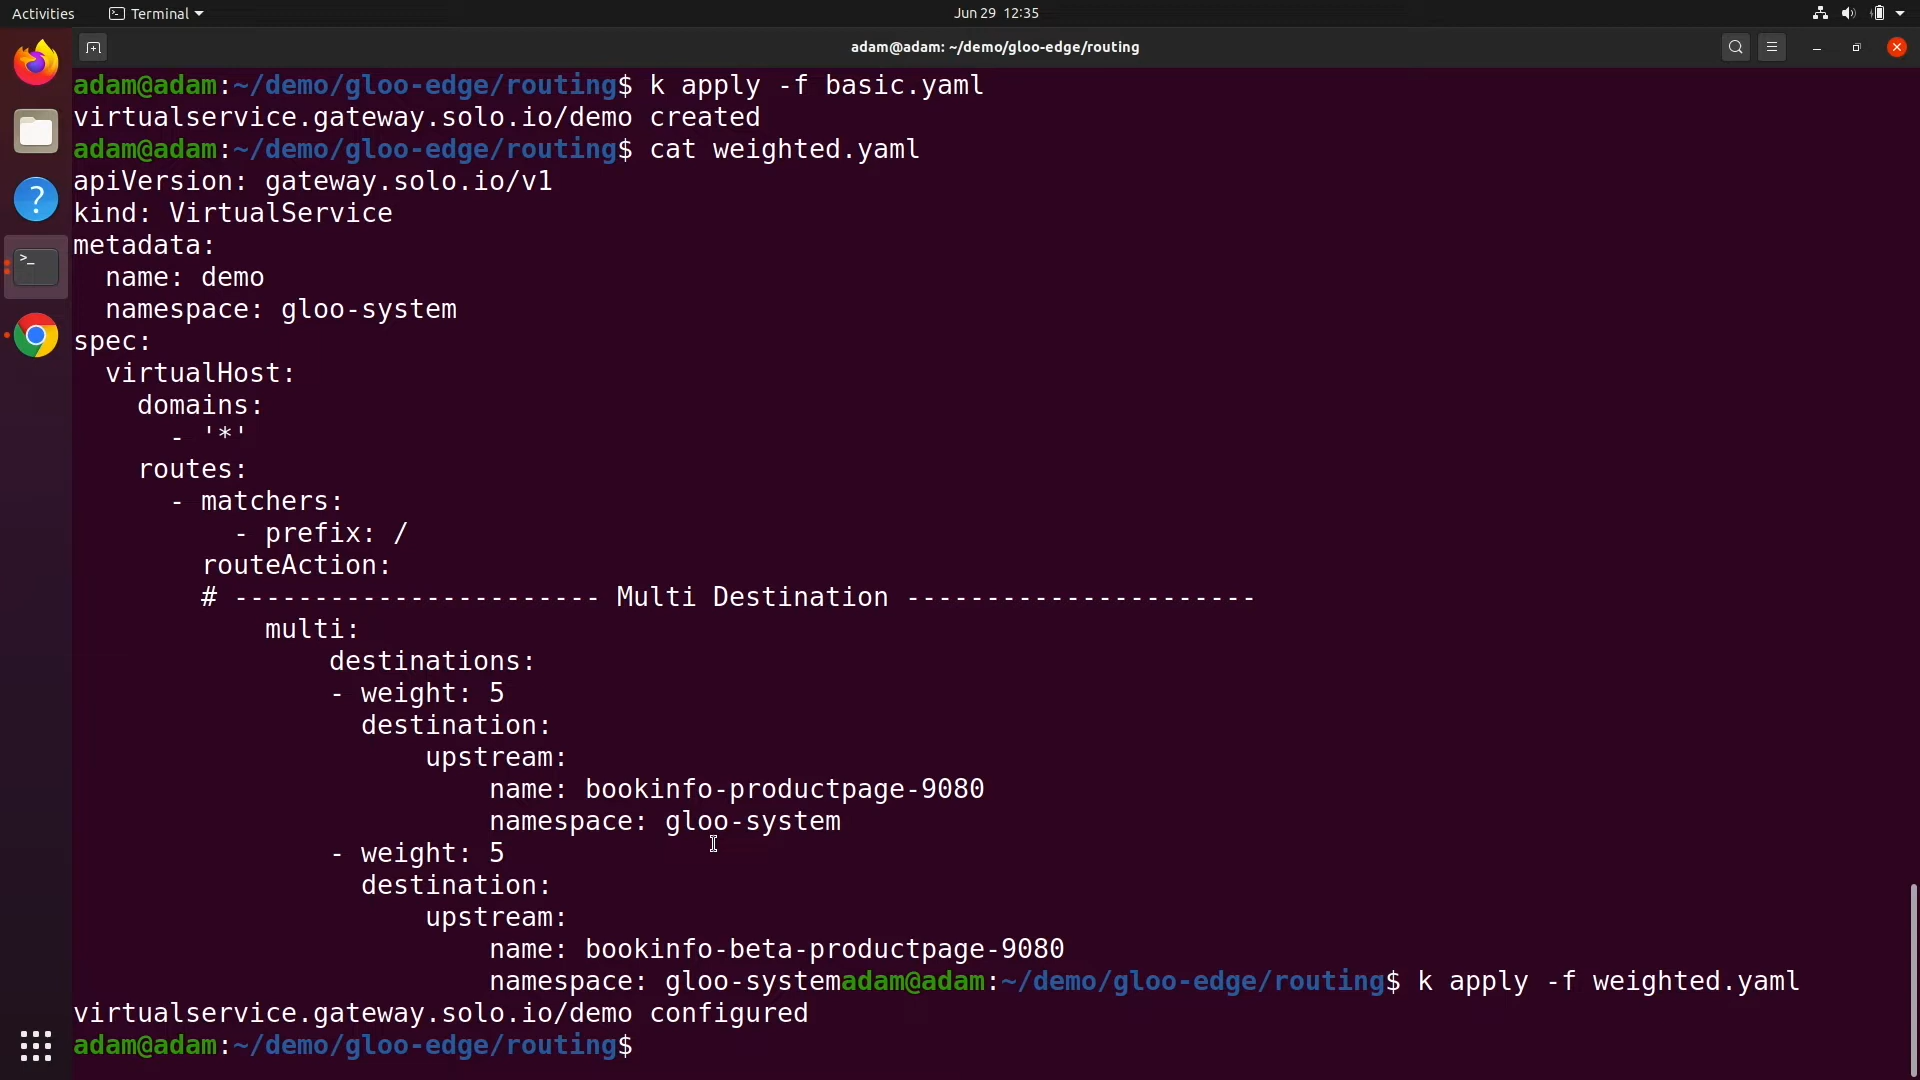 Activities
Terminal
Jun 29 12:35
adam@adam: ~/demo/gloo-edge/routing
adam@adam:~/demo/gloo-edge/routing$ k apply -f basic.yaml
virtualservice.gateway.solo.io/demo created
adam@adam:~/demo/gloo-edge/routing$ cat weighted.yaml
apiVersion: gateway.solo.io/v1
kind: VirtualService
metadata:
  name: demo
  namespace: gloo-system
spec:
  virtualHost:
    domains:
      - '*'
    routes:
      - matchers:
          - prefix: /
        routeAction:
        # ----------------------- Multi Destination ----------------------
            multi:
                destinations:
                - weight: 5
                  destination:
                      upstream:
                          name: bookinfo-productpage-9080
                          namespace: gloo-system
                - weight: 5
                  destination:
                      upstream:
                          name: bookinfo-beta-productpage-9080
                          namespace: gloo-systemadam@adam:~/demo/gloo-edge/routing$ k apply -f weighted.yaml
virtualservice.gateway.solo.io/demo configured
adam@adam:~/demo/gloo-edge/routing$